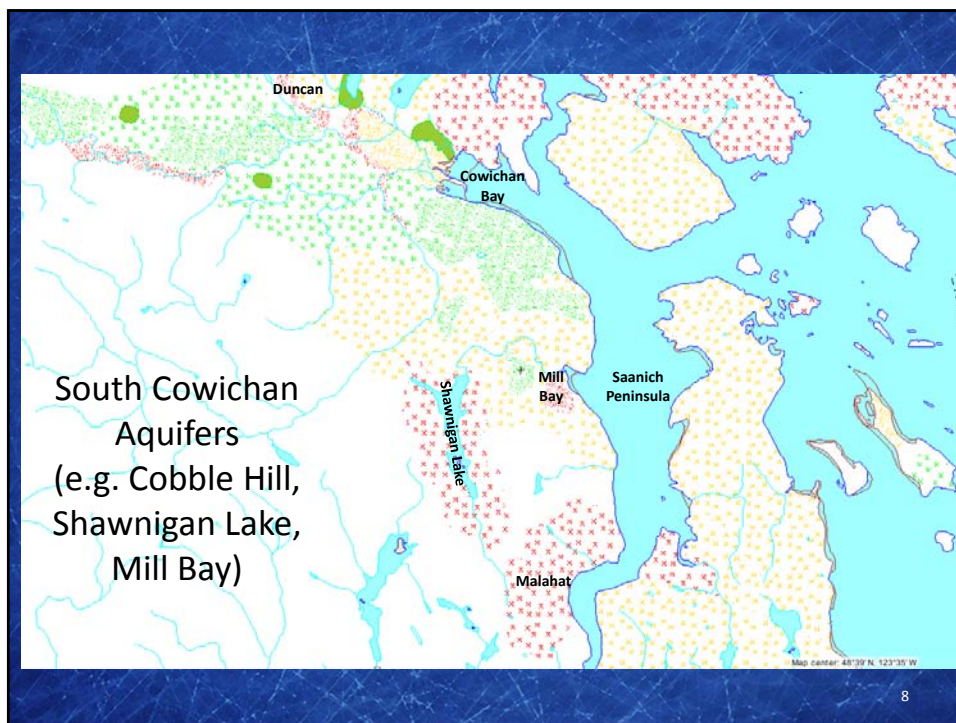 Duncan
Cowichan
Bay
Mill
Bay
Saanich
Peninsula
Shawnigan Lake
South Cowichan
Aquifers
(e.g. Cobble Hill,
Shawnigan Lake,
Mill Bay)
Malahat
Map center: 48°39' N, 123°35' W
8